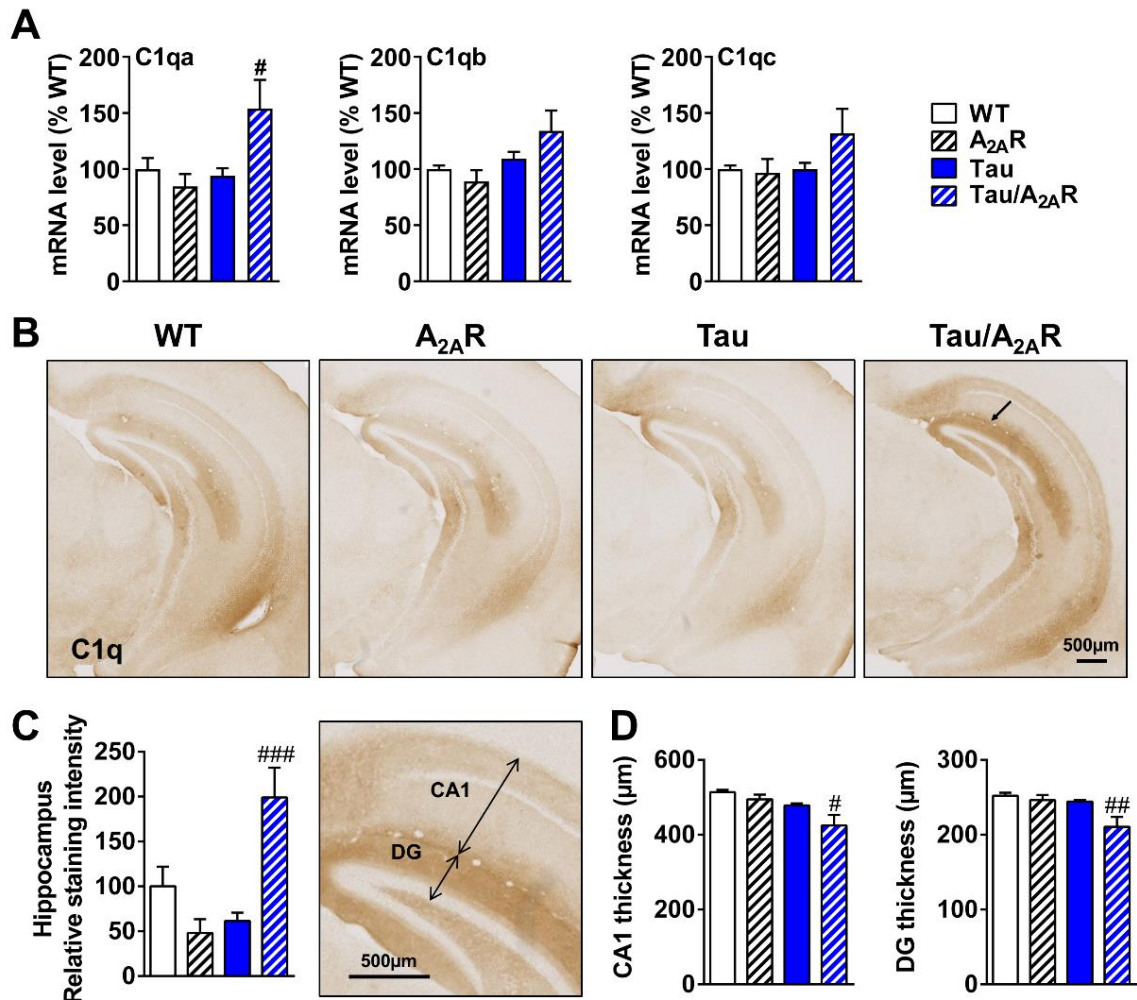 A
C1qa
mRNA level (% WT)
200
150
100
50
0
#
C1qb
mRNA level (% WT)
200
150
100
50
0
C1qc
mRNA level (% WT)
200
150
100
50
0
WT
A2AR
Tau
Tau/A2AR
B
WT
A2AR
Tau
Tau/A2AR
C1q
500µm
C
Hippocampus
Relative staining intensity
250
200
150
100
50
0
###
CA1
DG
500µm
D
CA1 thickness (µm)
600
400
200
0
#
DG thickness (µm)
300
200
100
0
##